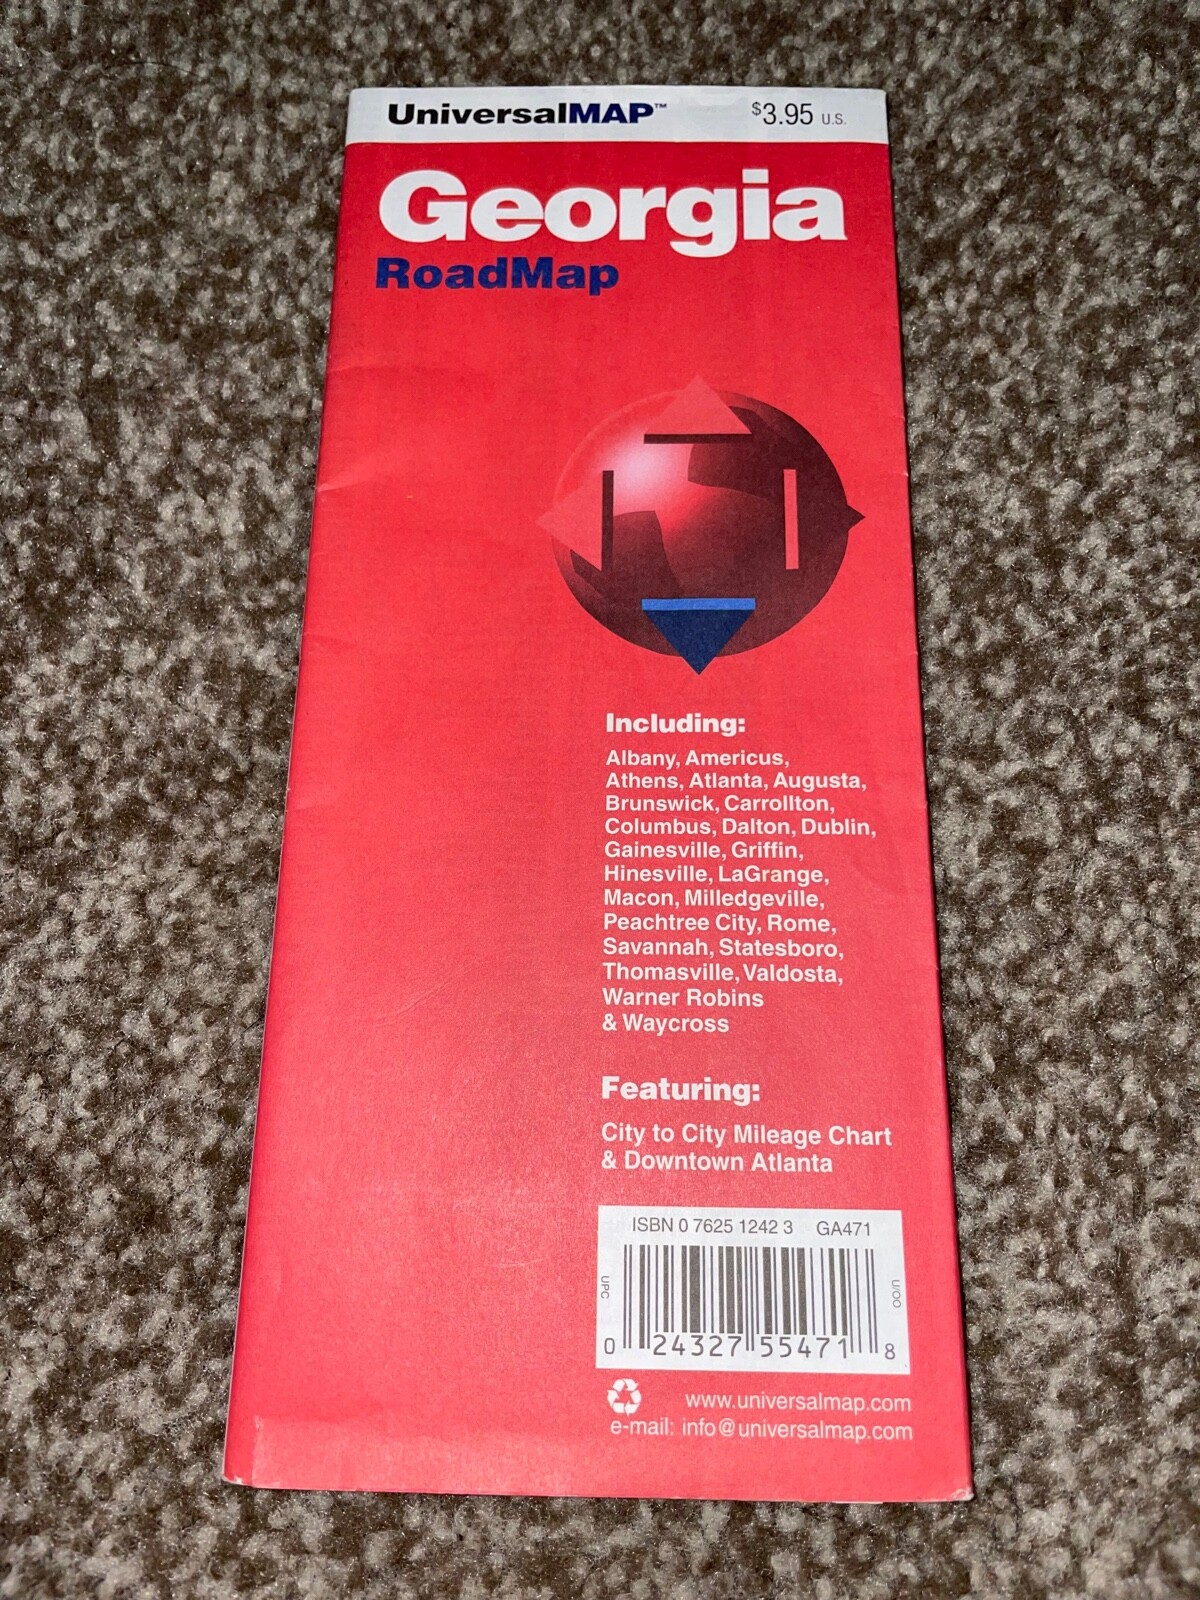 UniversalMAP™ $3.95 U.S.
Georgia
RoadMap
Including:
Albany, Americus,
Athens, Atlanta, Augusta,
Brunswick, Carrollton,
Columbus, Dalton, Dublin,
Gainesville, Griffin,
Hinesville, LaGrange,
Macon, Milledgeville,
Peachtree City, Rome,
Savannah, Statesboro,
Thomasville, Valdosta,
Warner Robins
& Waycross
Featuring:
City to City Mileage Chart
& Downtown Atlanta
ISBN 0 7625 1242 3 GA471
UPC
U/OO
0 24327 55471 8
www.universalmap.com
e-mail: info@universalmap.com